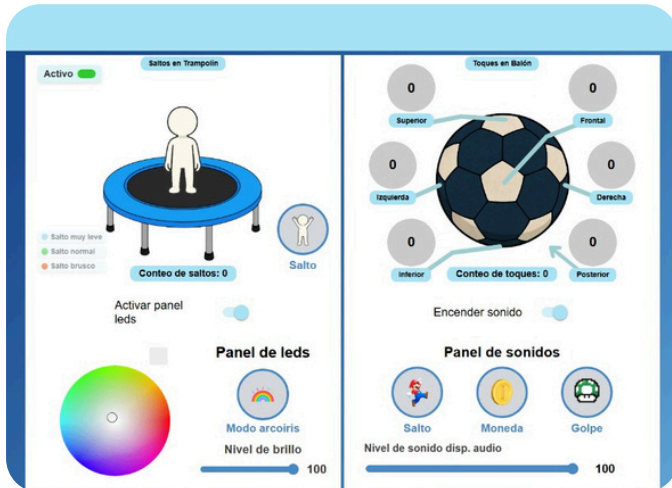 Activo
Saltos en Trampolín
Salto muy leve
Salto normal
Salto brusco
Salto
Conteo de saltos: 0
Activar panel
leds
Panel de leds
Modo arcoiris
Nivel de brillo
100
Toques en Balón
0
0
Superior
Frontal
0
0
Izquierda
Derecha
0
0
Inferior
Conteo de toques: 0
Posterior
Encender sonido
Panel de sonidos
Salto
Moneda
Golpe
Nivel de sonido disp. audio
100